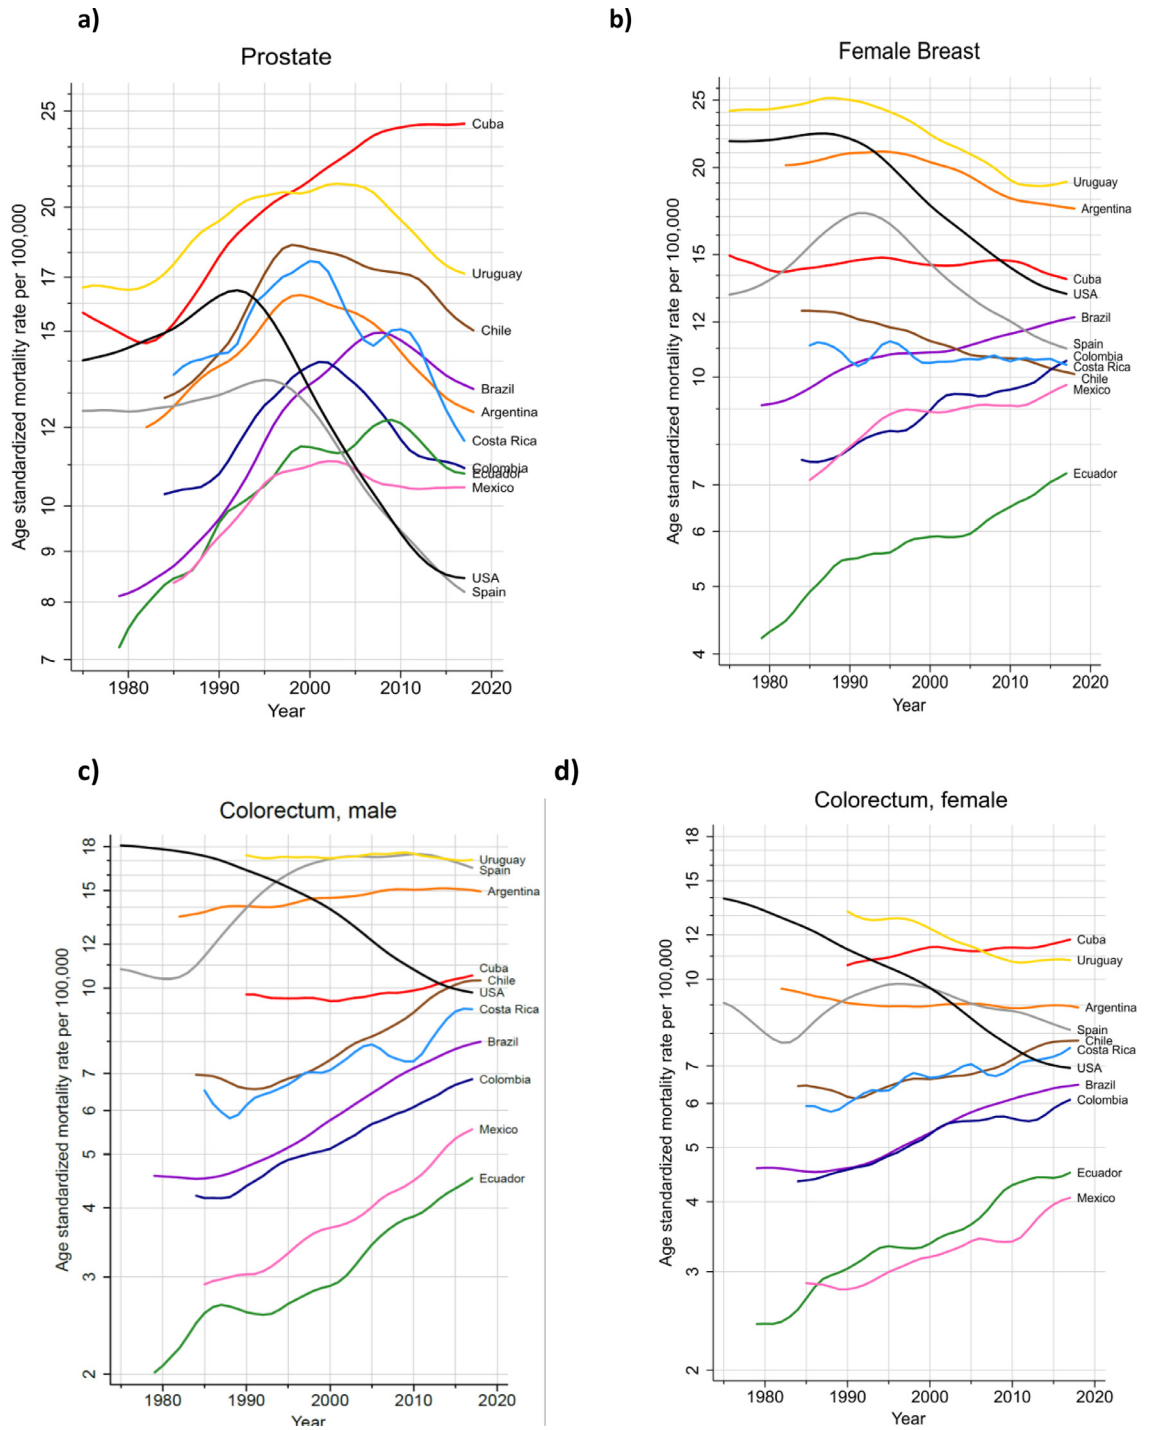 a)
Prostate
Age standardized mortality rate per 100,000
25
20
17
15
12
10
9
8
7
Cuba
Uruguay
Chile
Brazil
Argentina
Costa Rica
Colombia
Ecuador
Mexico
USA
Spain
1980 1990 2000 2010 2020
Year
b)
Female Breast
Age standardized mortality rate per 100,000
25
20
15
12
10
7
6
5
4
Uruguay
Argentina
Cuba
USA
Brazil
Spain
Colombia
Costa Rica
Chile
Mexico
Ecuador
1980 1990 2000 2010 2020
Year
c)
Colorectum, male
Age standardized mortality rate per 100,000
18
15
12
10
7
6
5
4
3
2
Uruguay
Spain
Argentina
Cuba
Chile
USA
Costa Rica
Brazil
Colombia
Mexico
Ecuador
1980 1990 2000 2010 2020
Year
d)
Colorectum, female
Age standardized mortality rate per 100,000
18
15
12
10
7
6
5
4
3
2
Cuba
Uruguay
Argentina
Spain
Chile
Costa Rica
USA
Brazil
Colombia
Ecuador
Mexico
1980 1990 2000 2010 2020
Year